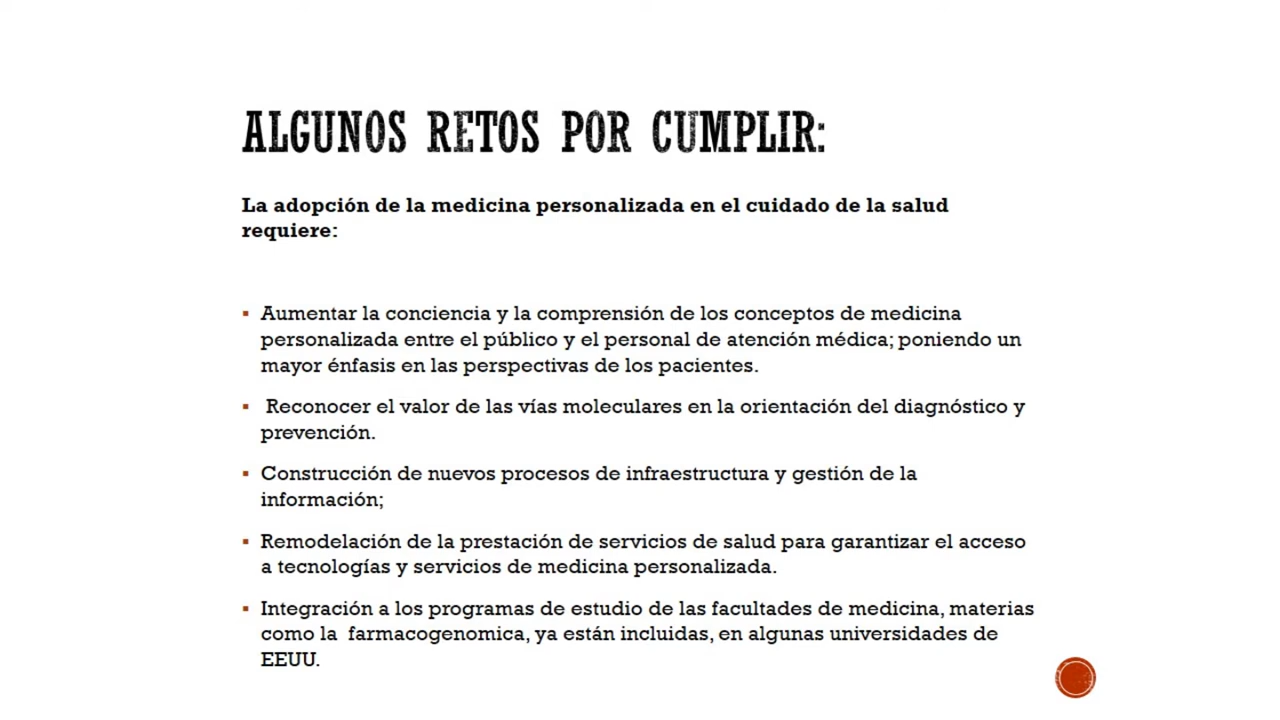 ALGUNOS RETOS POR CUMPLIR:
La adopción de la medicina personalizada en el cuidado de la salud
requiere:
▪ Aumentar la conciencia y la comprensión de los conceptos de medicina
personalizada entre el público y el personal de atención médica; poniendo un
mayor énfasis en las perspectivas de los pacientes.
▪ Reconocer el valor de las vías moleculares en la orientación del diagnóstico y
prevención.
▪ Construcción de nuevos procesos de infraestructura y gestión de la
información;
▪ Remodelación de la prestación de servicios de salud para garantizar el acceso
a tecnologías y servicios de medicina personalizada.
▪ Integración a los programas de estudio de las facultades de medicina, materias
como la farmacogenomica, ya están incluidas, en algunas universidades de
EEUU.